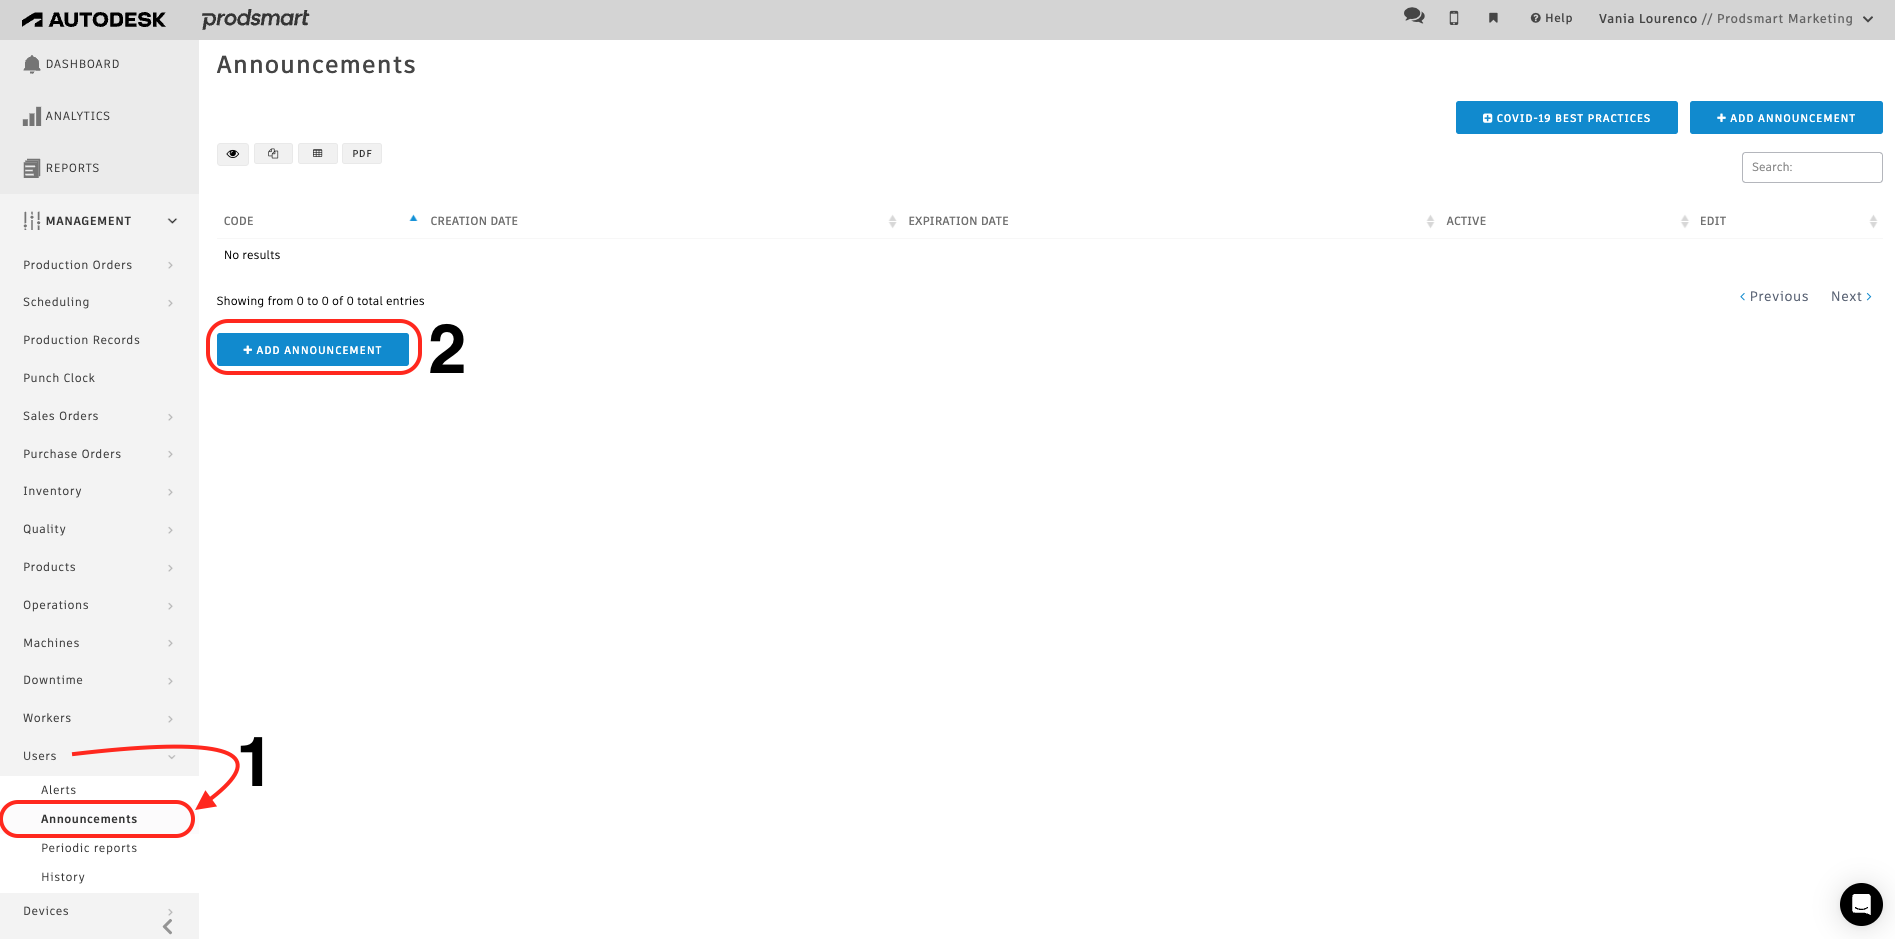 AUTODESK prodsmart Help Vania Lourenco // Prodsmart Marketing
DASHBOARD
ANALYTICS
REPORTS
MANAGEMENT
Production Orders
Scheduling
Production Records
Punch Clock
Sales Orders
Purchase Orders
Inventory
Quality
Products
Operations
Machines
Downtime
Workers
Users
Alerts
Announcements
Periodic reports
History
Devices
Announcements
COVID-19 BEST PRACTICES + ADD ANNOUNCEMENT
PDF
Search:
CODE CREATION DATE EXPIRATION DATE ACTIVE EDIT
No results
Showing from 0 to 0 of 0 total entries
Previous Next
+ ADD ANNOUNCEMENT 2
1